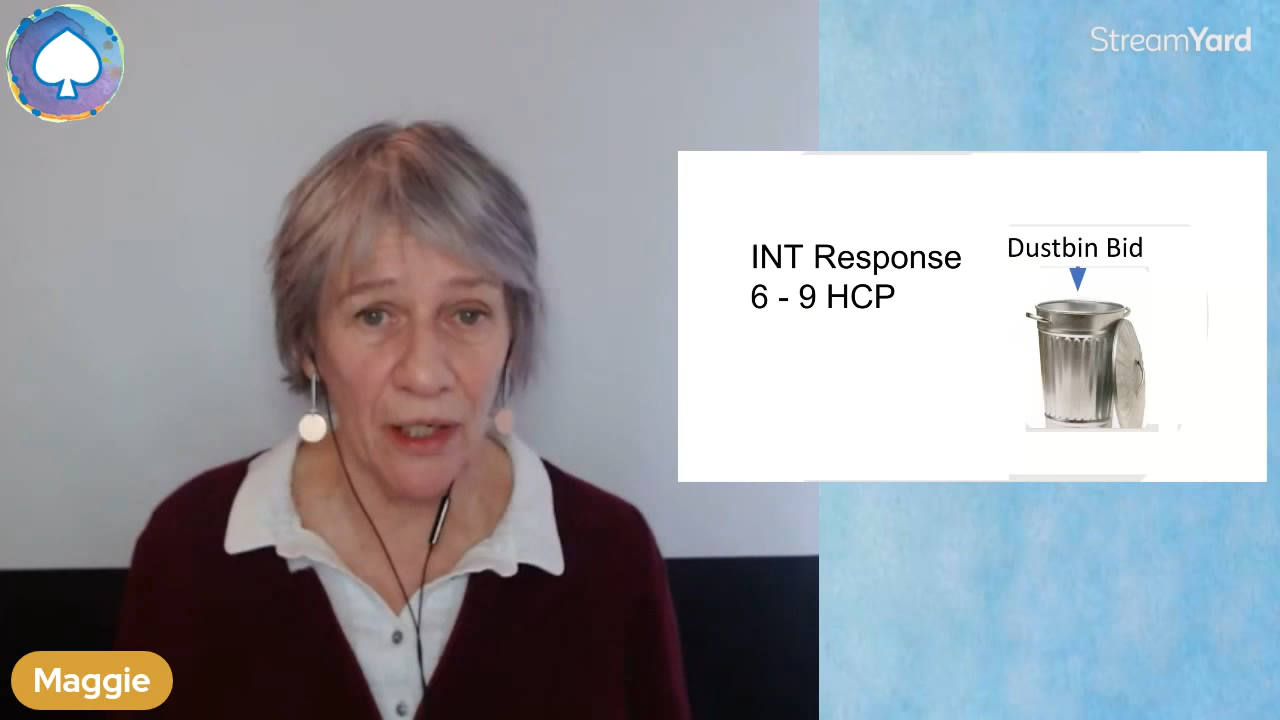 StreamYard
INT Response
6 - 9 HCP
Dustbin Bid
Maggie